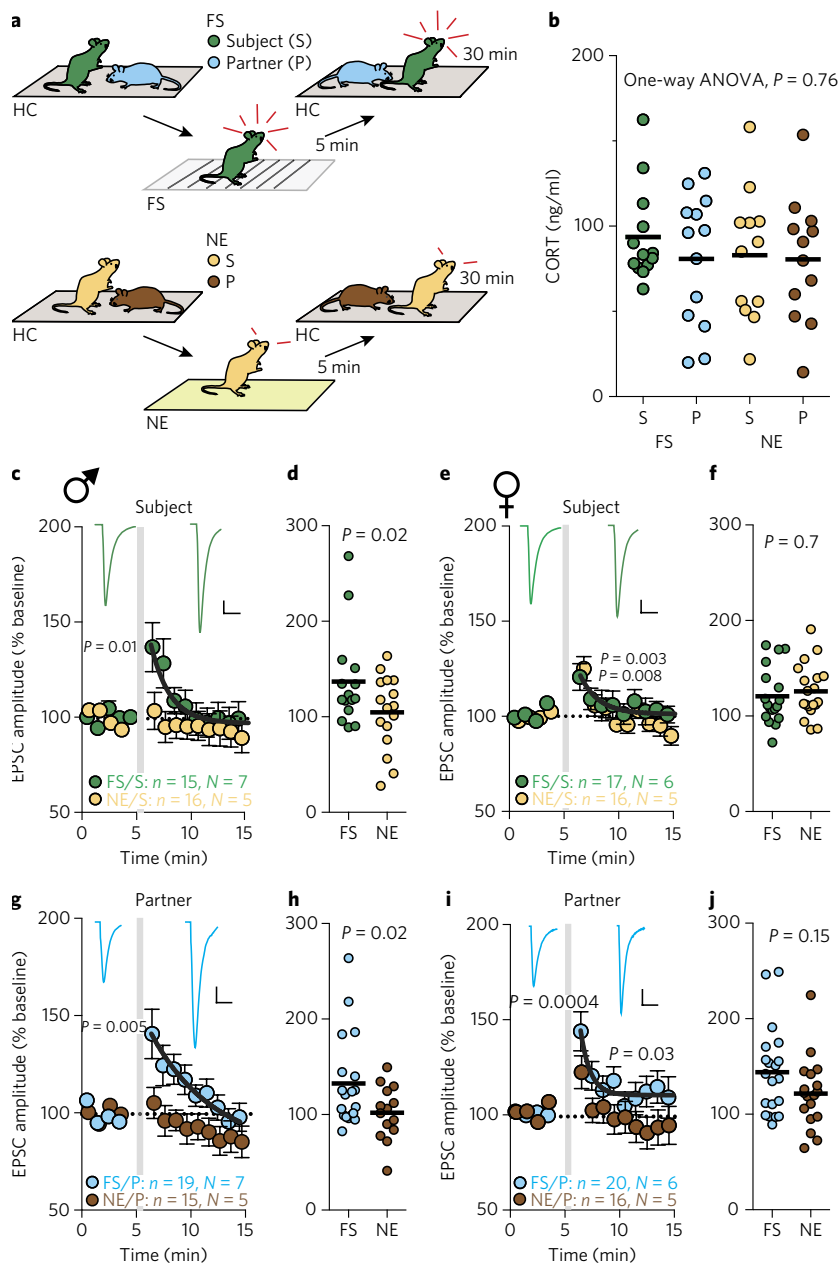 a
FS
Subject (S)
Partner (P)
30 min
HC
HC
5 min
FS
NE
S
P
30 min
HC
HC
5 min
NE
b
200
One-way ANOVA, P = 0.76
CORT (ng/ml)
100
0
S P S P
FS NE
c
Subject
200
EPSC amplitude (% baseline)
150
P = 0.01
100
FS/S: n = 15, N = 7
NE/S: n = 16, N = 5
50
0 5 10 15
Time (min)
d
300
P = 0.02
200
100
0
FS NE
e
Subject
200
EPSC amplitude (% baseline)
150
P = 0.003
P = 0.008
100
FS/S: n = 17, N = 6
NE/S: n = 16, N = 5
50
0 5 10 15
Time (min)
f
300
P = 0.7
200
100
0
FS NE
g
Partner
200
EPSC amplitude (% baseline)
150
P = 0.005
100
FS/P: n = 19, N = 7
NE/P: n = 15, N = 5
50
0 5 10 15
Time (min)
h
300
P = 0.02
200
100
0
FS NE
i
Partner
200
EPSC amplitude (% baseline)
P = 0.0004
150
P = 0.03
100
FS/P: n = 20, N = 6
NE/P: n = 16, N = 5
50
0 5 10 15
Time (min)
j
300
P = 0.15
200
100
0
FS NE